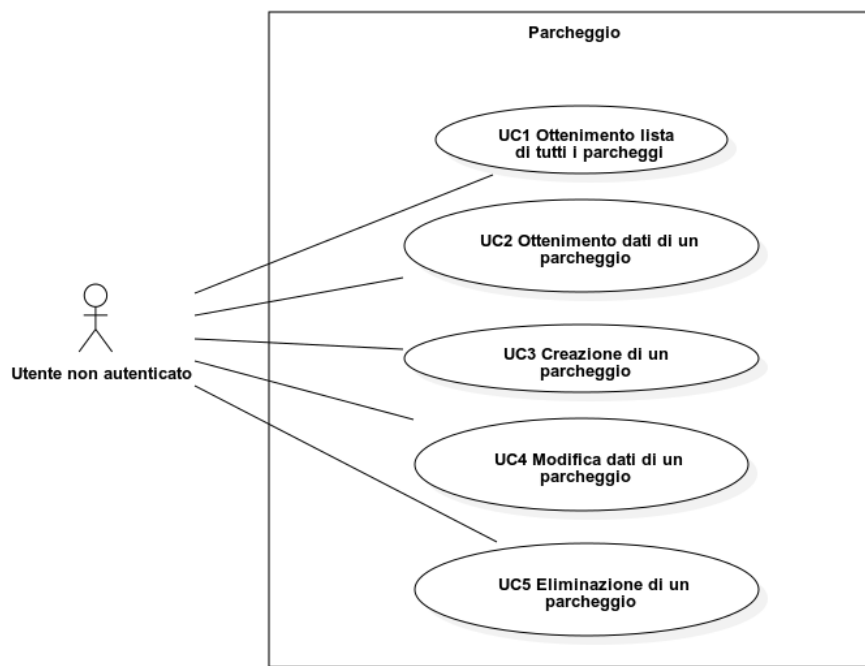 Parcheggio
UC1 Ottenimento lista
di tutti i parcheggi
UC2 Ottenimento dati di un
parcheggio
UC3 Creazione di un
parcheggio
UC4 Modifica dati di un
parcheggio
UC5 Eliminazione di un
parcheggio
Utente non autenticato